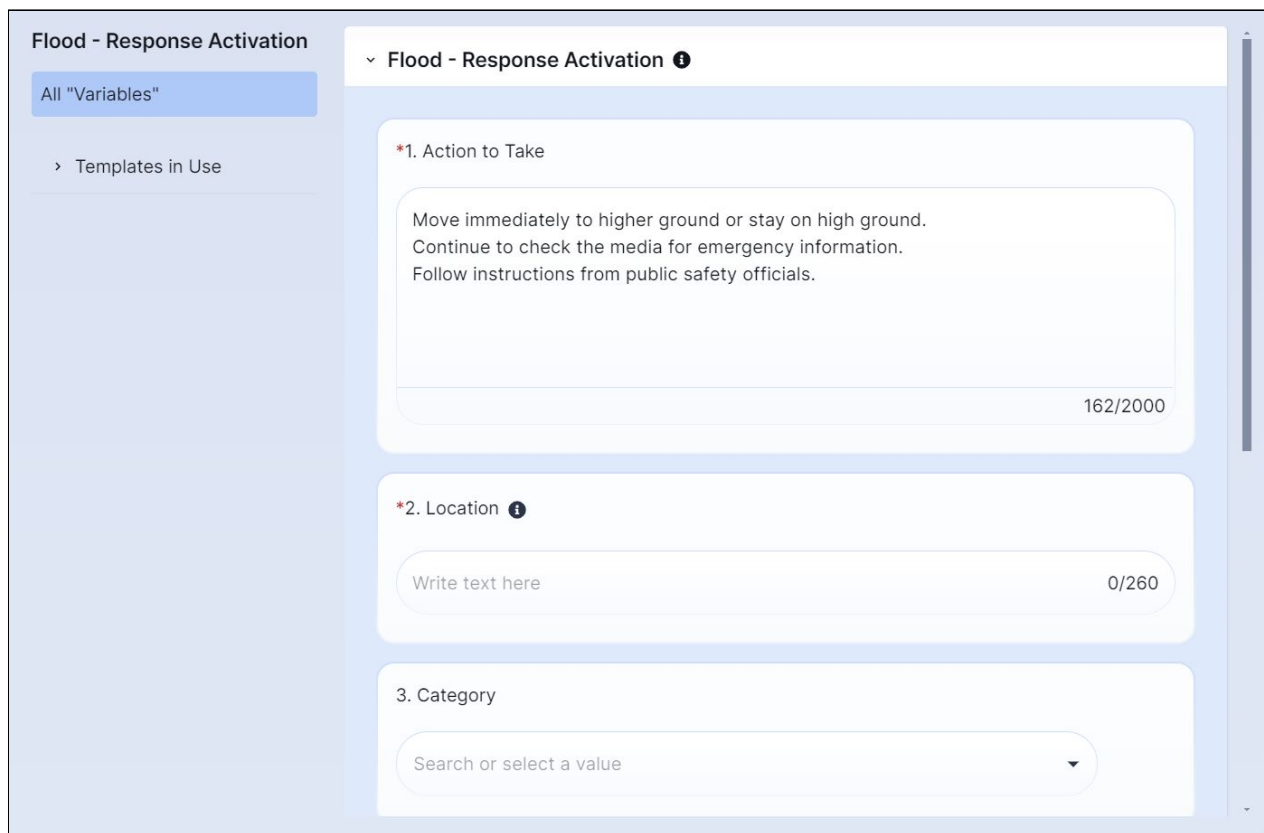 Flood - Response Activation
All "Variables"
Templates in Use
Flood - Response Activation
*1. Action to Take
Move immediately to higher ground or stay on high ground.
Continue to check the media for emergency information.
Follow instructions from public safety officials.
162/2000
*2. Location
Write text here 0/260
3. Category
Search or select a value